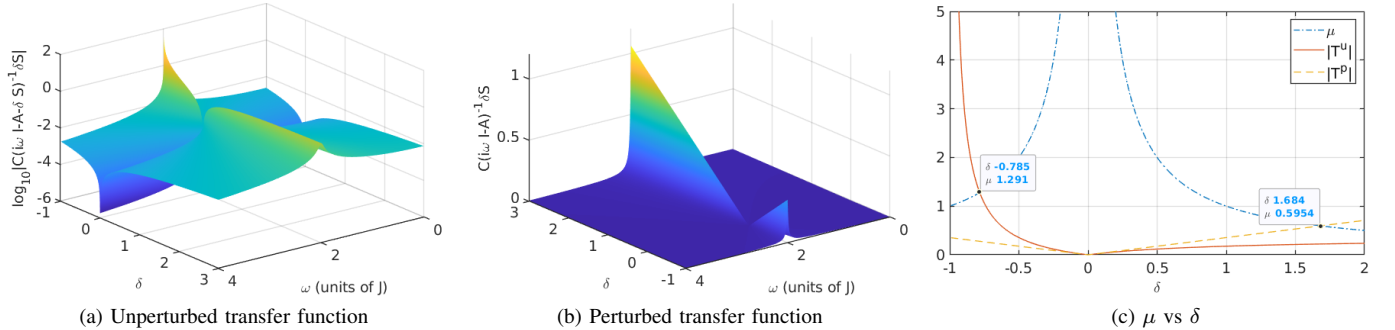 log10|C(iω I-A-δ S)-1δS|
2
0
-2
-4
-6
-1
0
1
2
3
δ
4
2
0
ω (units of J)
(a) Unperturbed transfer function
C(iω I-A)-1δS
1
0.5
0
3
2
1
0
-1
δ
4
2
0
ω (units of J)
(b) Perturbed transfer function
5
4
3
2
1
0
-1
-0.5
0
0.5
1
1.5
2
δ
μ
|Tu|
|Tp|
δ -0.785
μ 1.291
δ 1.684
μ 0.5954
(c) μ vs δ